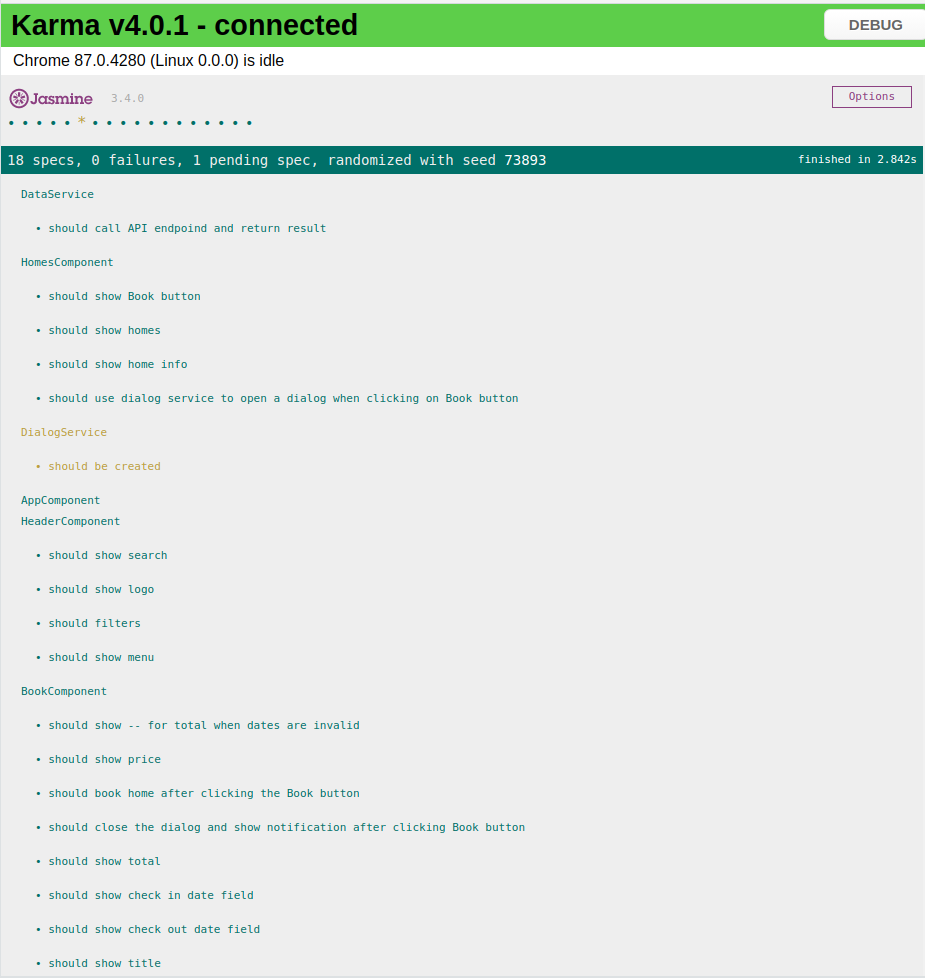 Karma v4.0.1 - connected
DEBUG
Chrome 87.0.4280 (Linux 0.0.0) is idle
Jasmine 3.4.0
Options
• • • • • * • • • • • • • • • • • •
18 specs, 0 failures, 1 pending spec, randomized with seed 73893
finished in 2.842s
DataService
• should call API endpoind and return result
HomesComponent
• should show Book button
• should show homes
• should show home info
• should use dialog service to open a dialog when clicking on Book button
DialogService
• should be created
AppComponent
HeaderComponent
• should show search
• should show logo
• should filters
• should show menu
BookComponent
• should show -- for total when dates are invalid
• should show price
• should book home after clicking the Book button
• should close the dialog and show notification after clicking Book button
• should show total
• should show check in date field
• should show check out date field
• should show title